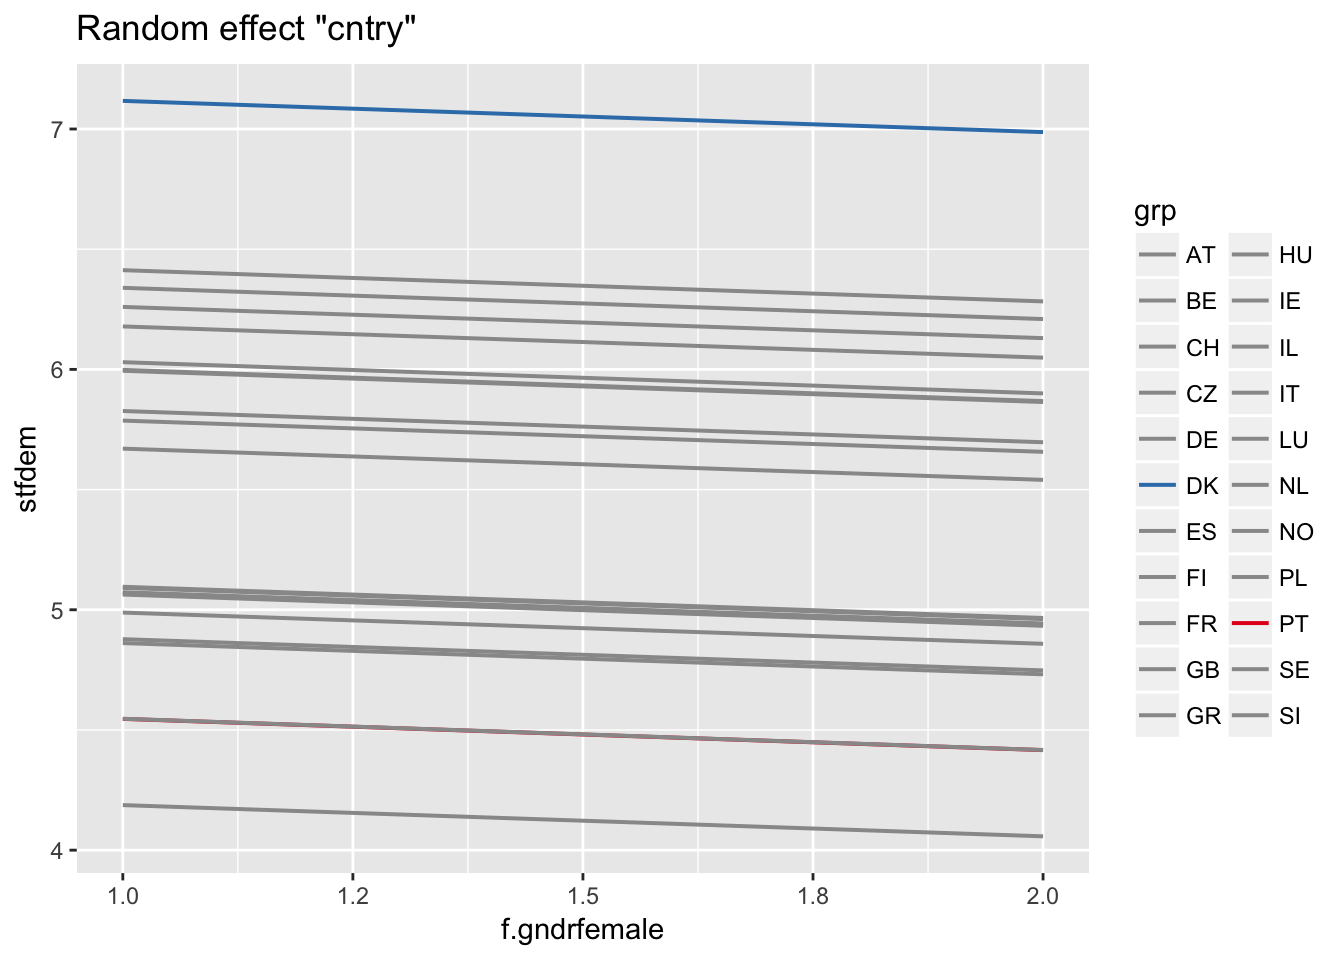 Random effect "cntry"
7
6
5
4
stfdem
1.0 1.2 1.5 1.8 2.0
f.gndrfemale
grp
AT HU
BE IE
CH IL
CZ IT
DE LU
DK NL
ES NO
FI PL
FR PT
GB SE
GR SI